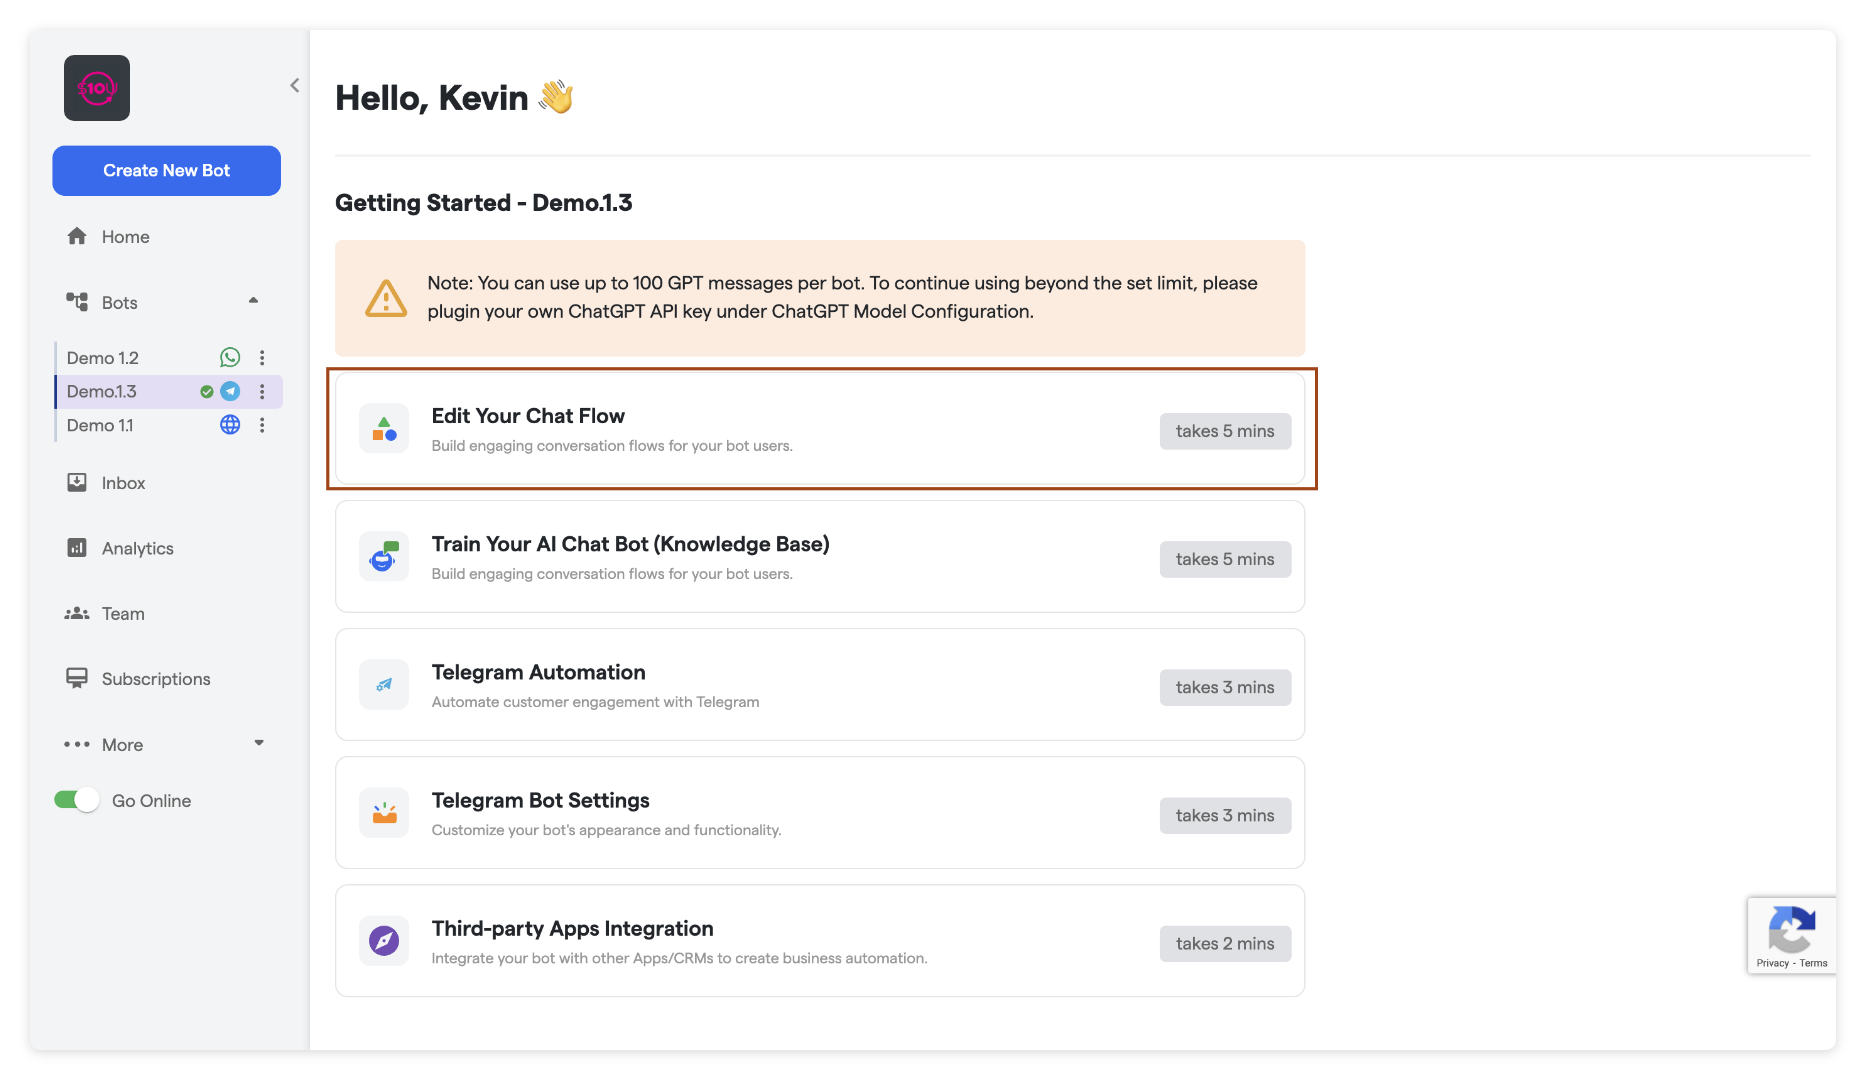 $10U
Create New Bot
Home
Bots
Demo 1.2
Demo.1.3
Demo 1.1
Inbox
Analytics
Team
Subscriptions
More
Go Online
Hello, Kevin 👋
Getting Started - Demo.1.3
Note: You can use up to 100 GPT messages per bot. To continue using beyond the set limit, please
plugin your own ChatGPT API key under ChatGPT Model Configuration.
Edit Your Chat Flow
Build engaging conversation flows for your bot users.
takes 5 mins
Train Your AI Chat Bot (Knowledge Base)
Build engaging conversation flows for your bot users.
takes 5 mins
Telegram Automation
Automate customer engagement with Telegram
takes 3 mins
Telegram Bot Settings
Customize your bot's appearance and functionality.
takes 3 mins
Third-party Apps Integration
Integrate your bot with other Apps/CRMs to create business automation.
takes 2 mins
Privacy - Terms